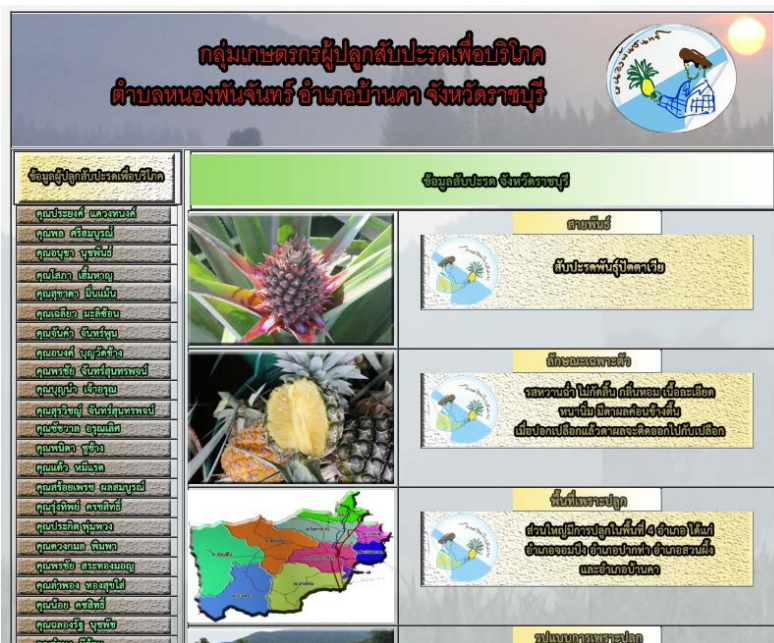 กลุ่มเกษตรกรผู้ปลูกสับปะรดเพื่อบริโภค
ตำบลหนองพันจันทร์ อำเภอบ้านคา จังหวัดราชบุรี
ข้อมูลผู้ปลูกสับปะรดเพื่อบริโภค
คุณประยงค์
คุณพล ศรีสมบูรณ์
คุณอนุชา นุชพันธ์
คุณโสภา
คุณสุชาดา มิ่นแม้น
คุณเฉลียว มะลิซ้อน
คุณจันคำ จันทร์พุ่ม
คุณอนงค์ บุญวัดช้าง
คุณพรชัย จันทร์สุนทรพจน์
คุณบุญนำ เจ้าอรุณ
คุณสุรวิชญ์ จันทร์สุนทรพจน์
คุณชัชวาล อรุณเลิศ
คุณพนิดา ชูช้าง
คุณแต๋ว หมีแรด
คุณสร้อยเพรช ผลสมบูรณ์
คุณรุ่งทิพย์ ครชสิทธิ์
คุณประกิต พุ่มพวง
คุณดวงกมล พิมพา
คุณพรชัย สระทองมอญ
คุณลำพอง ทองสุขใส
คุณน้อย คชสิทธิ์
คุณฉลองรัฐ นุชพัช
ข้อมูลสับปะรด จังหวัดราชบุรี
สายพันธ์
สับปะรดพันธุ์ปัตตาเวีย
ลักษณะเฉพาะตัว
รสหวานฉ่ำ ไม่กัดลิ้น กลิ่นหอม เนื้อละเอียด
หนานิ่ม มีตาผลค่อนข้างตื้น
เมื่อปอกเปลือกแล้วตาผลจะติดออกไปกับเปลือก
พื้นที่เพราะปลูก
ส่วนใหญ่มีการปลูกในพื้นที่ 4 อำเภอ ได้แก่
อำเภอจอมบึง อำเภอปากท่า อำเภอสวนผึ้ง
และอำเภอบ้านคา
รูปแบบการเพราะปลูก